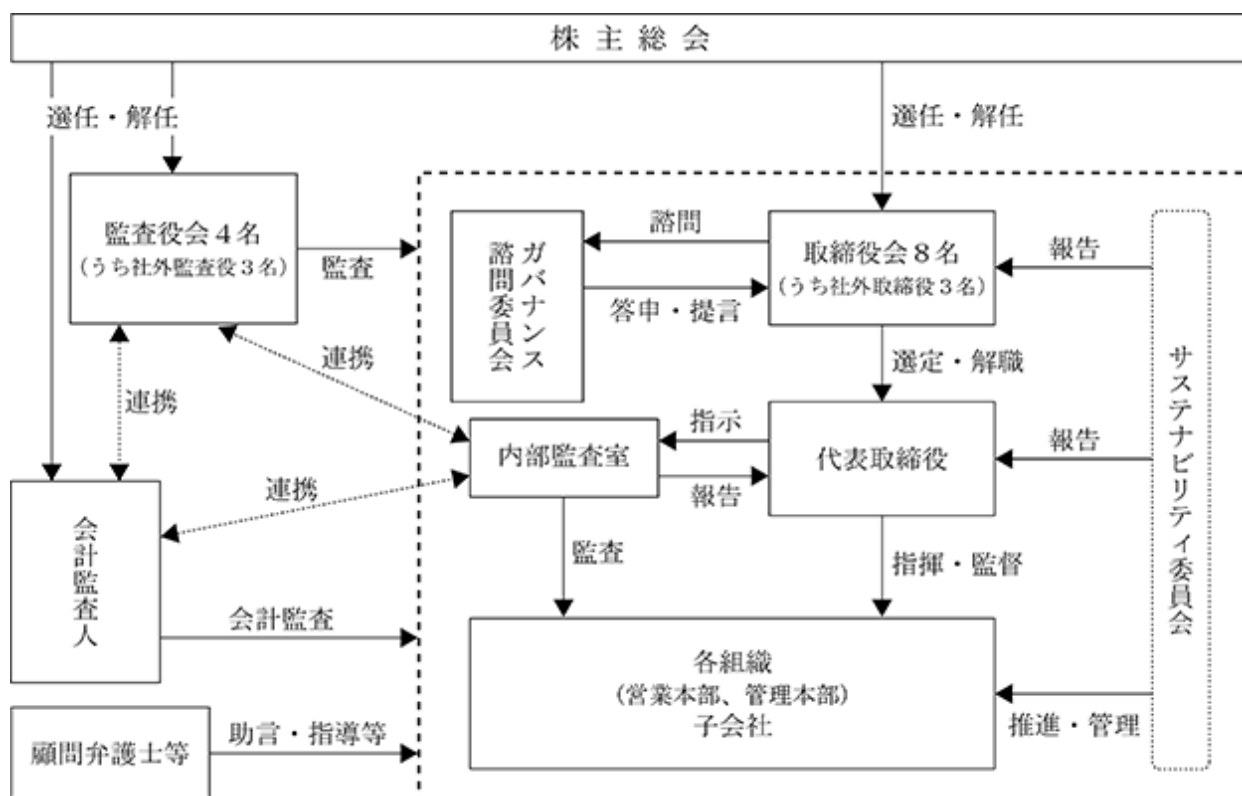 株主総会
選任・解任
選任・解任
監査役会4名
(うち社外監査役3名)
監査
ガバナンス
諮問委員会
諮問
答申・提言
取締役会8名
(うち社外取締役3名)
報告
サステナビリティ委員会
連携
連携
選定・解職
内部監査室
指示
報告
代表取締役
報告
会計監査人
連携
監査
指揮・監督
会計監査
各組織
(営業本部、管理本部)
子会社
推進・管理
顧問弁護士等
助言・指導等